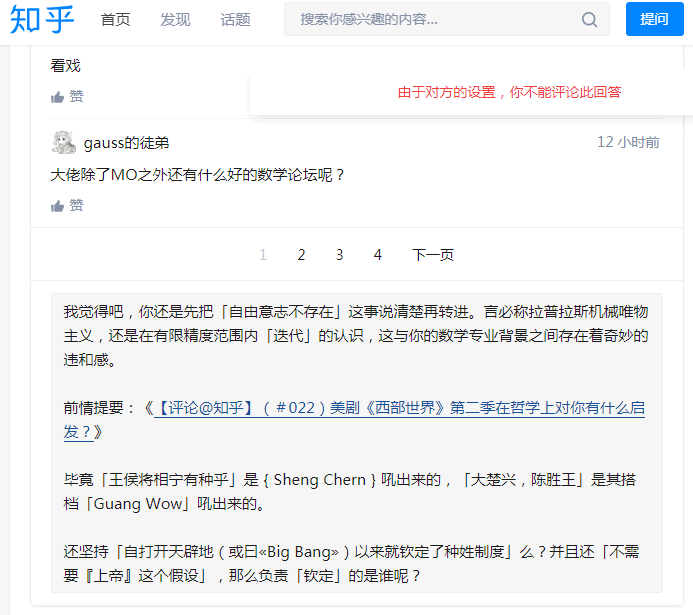 知乎 首页 发现 话题 搜索你感兴趣的内容... 提问
看戏
由于对方的设置，你不能评论此回答
赞
gauss的徒弟 12 小时前
大佬除了MO之外还有什么好的数学论坛呢？
赞
1 2 3 4 下一页
我觉得吧，你还是先把「自由意志不存在」这事说清楚再转进。言必称拉普拉斯机械唯物
主义，还是在有限精度范围内「迭代」的认识，这与你的数学专业背景之间存在着奇妙的
违和感。
前情提要：《【评论@知乎】（＃022）美剧《西部世界》第二季在哲学上对你有什么启
发？》
毕竟「王侯将相宁有种乎」是 { Sheng Chern } 吼出来的，「大楚兴，陈胜王」是其搭
档「Guang Wow」吼出来的。
还坚持「自打开天辟地（或曰«Big Bang»）以来就钦定了种姓制度」么？并且还「不需
要『上帝』这个假设」，那么负责「钦定」的是谁呢？